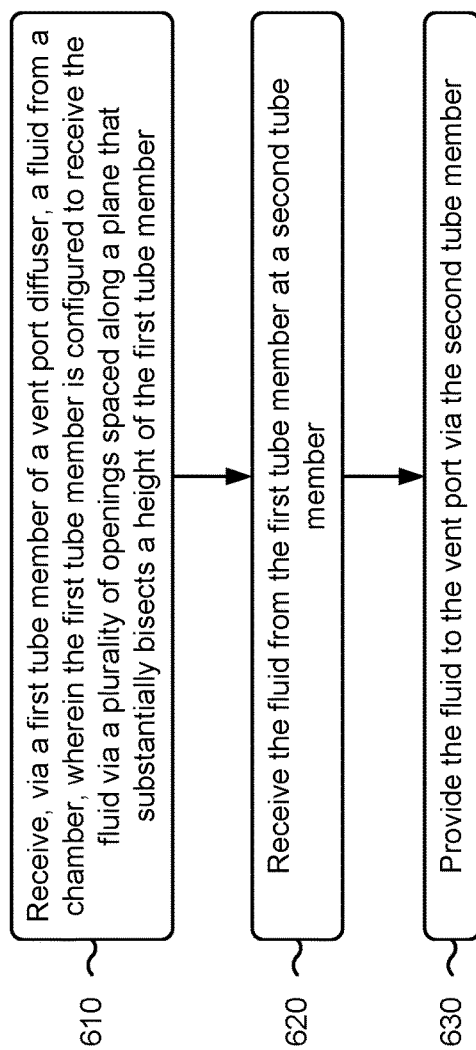 610
Receive, via a first tube member of a vent port diffuser, a fluid from a
chamber, wherein the first tube member is configured to receive the
fluid via a plurality of openings spaced along a plane that
substantially bisects a height of the first tube member
620
Receive the fluid from the first tube member at a second tube
member
630
Provide the fluid to the vent port via the second tube member